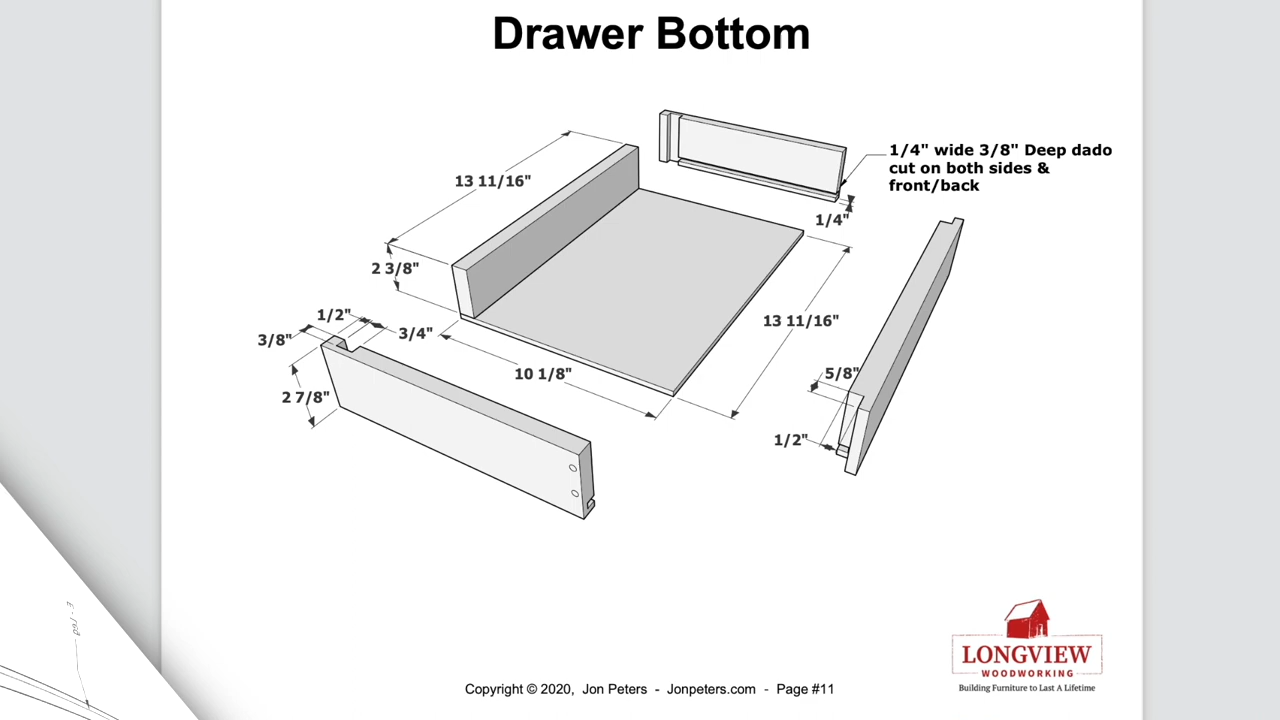 Drawer Bottom
1/4" wide 3/8" Deep dado
cut on both sides &
front/back
13 11/16"
1/4"
2 3/8"
1/2"
3/8"
3/4"
13 11/16"
10 1/8"
5/8"
2 7/8"
1/2"
LONGVIEW
WOODWORKING
Building Furniture to Last A Lifetime
Copyright © 2020, Jon Peters - Jonpeters.com - Page #11